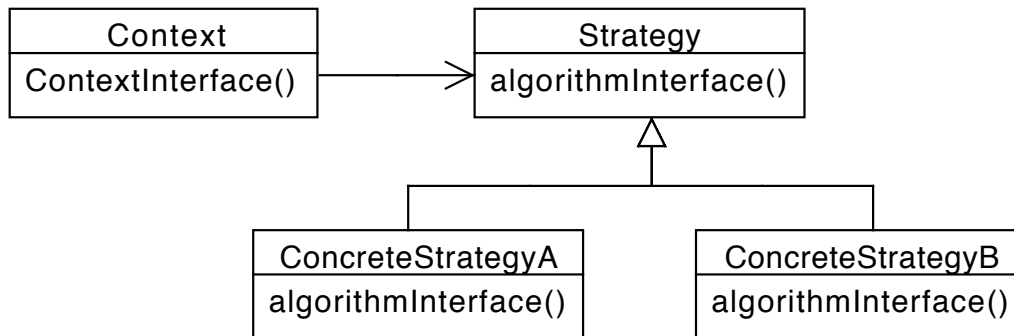 Context
ContextInterface()
Strategy
algorithmInterface()
ConcreteStrategyA
algorithmInterface()
ConcreteStrategyB
algorithmInterface()